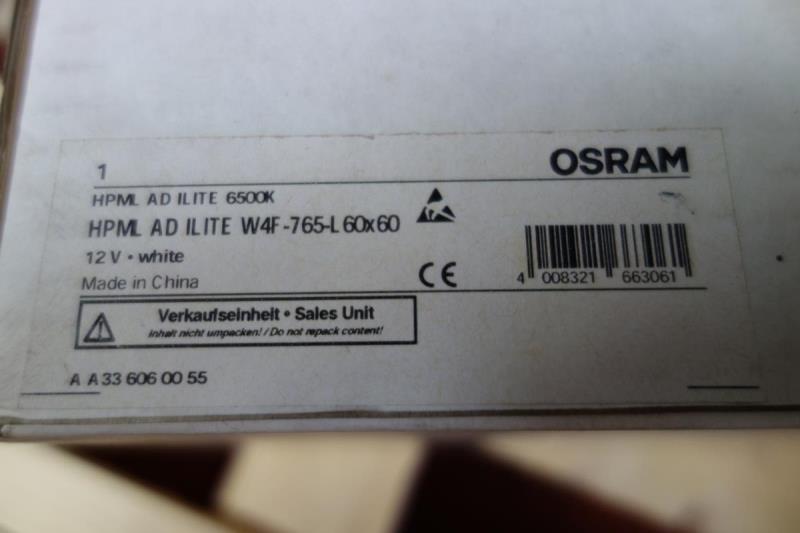 1
OSRAM
HPML AD ILITE 6500K
HPML AD ILITE W4F-765-L 60x60
12 V • white
Made in China
CE
4 008321 663061
Verkaufseinheit • Sales Unit
Inhalt nicht umpacken! / Do not repack content!
A A33 606 00 55